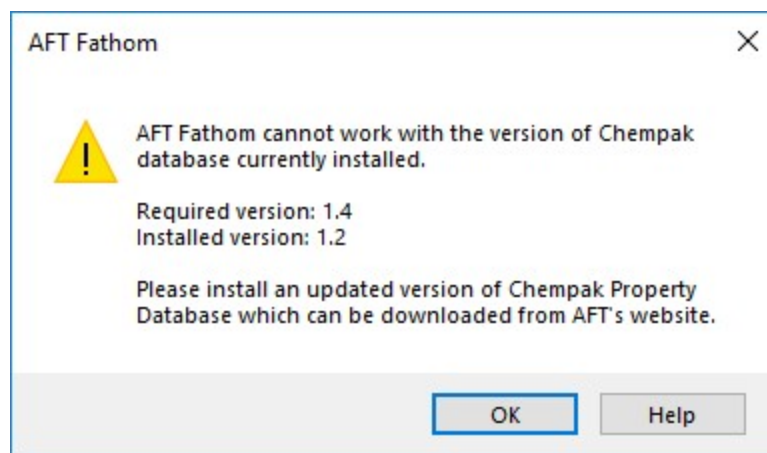 AFT Fathom
AFT Fathom cannot work with the version of Chempak
database currently installed.
Required version: 1.4
Installed version: 1.2
Please install an updated version of Chempak Property
Database which can be downloaded from AFT's website.
OK
Help